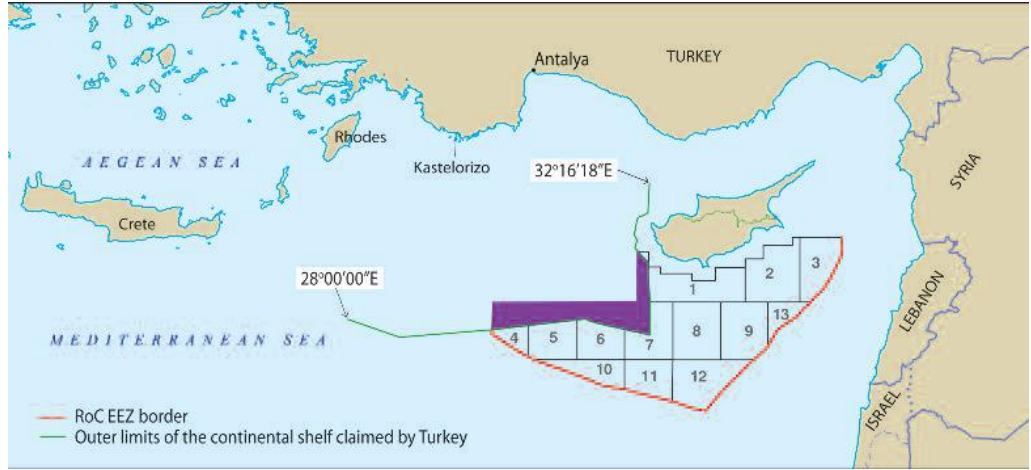 Antalya
TURKEY
Rhodes
AEGEAN SEA
Kastelorizo
32°16'18"E
SYRIA
Crete
28°00'00"E
3
2
1
LEBANON
13
MEDITERRANEAN SEA
4
5
6
7
8
9
10
11
12
ISRAEL
RoC EEZ border
Outer limits of the continental shelf claimed by Turkey